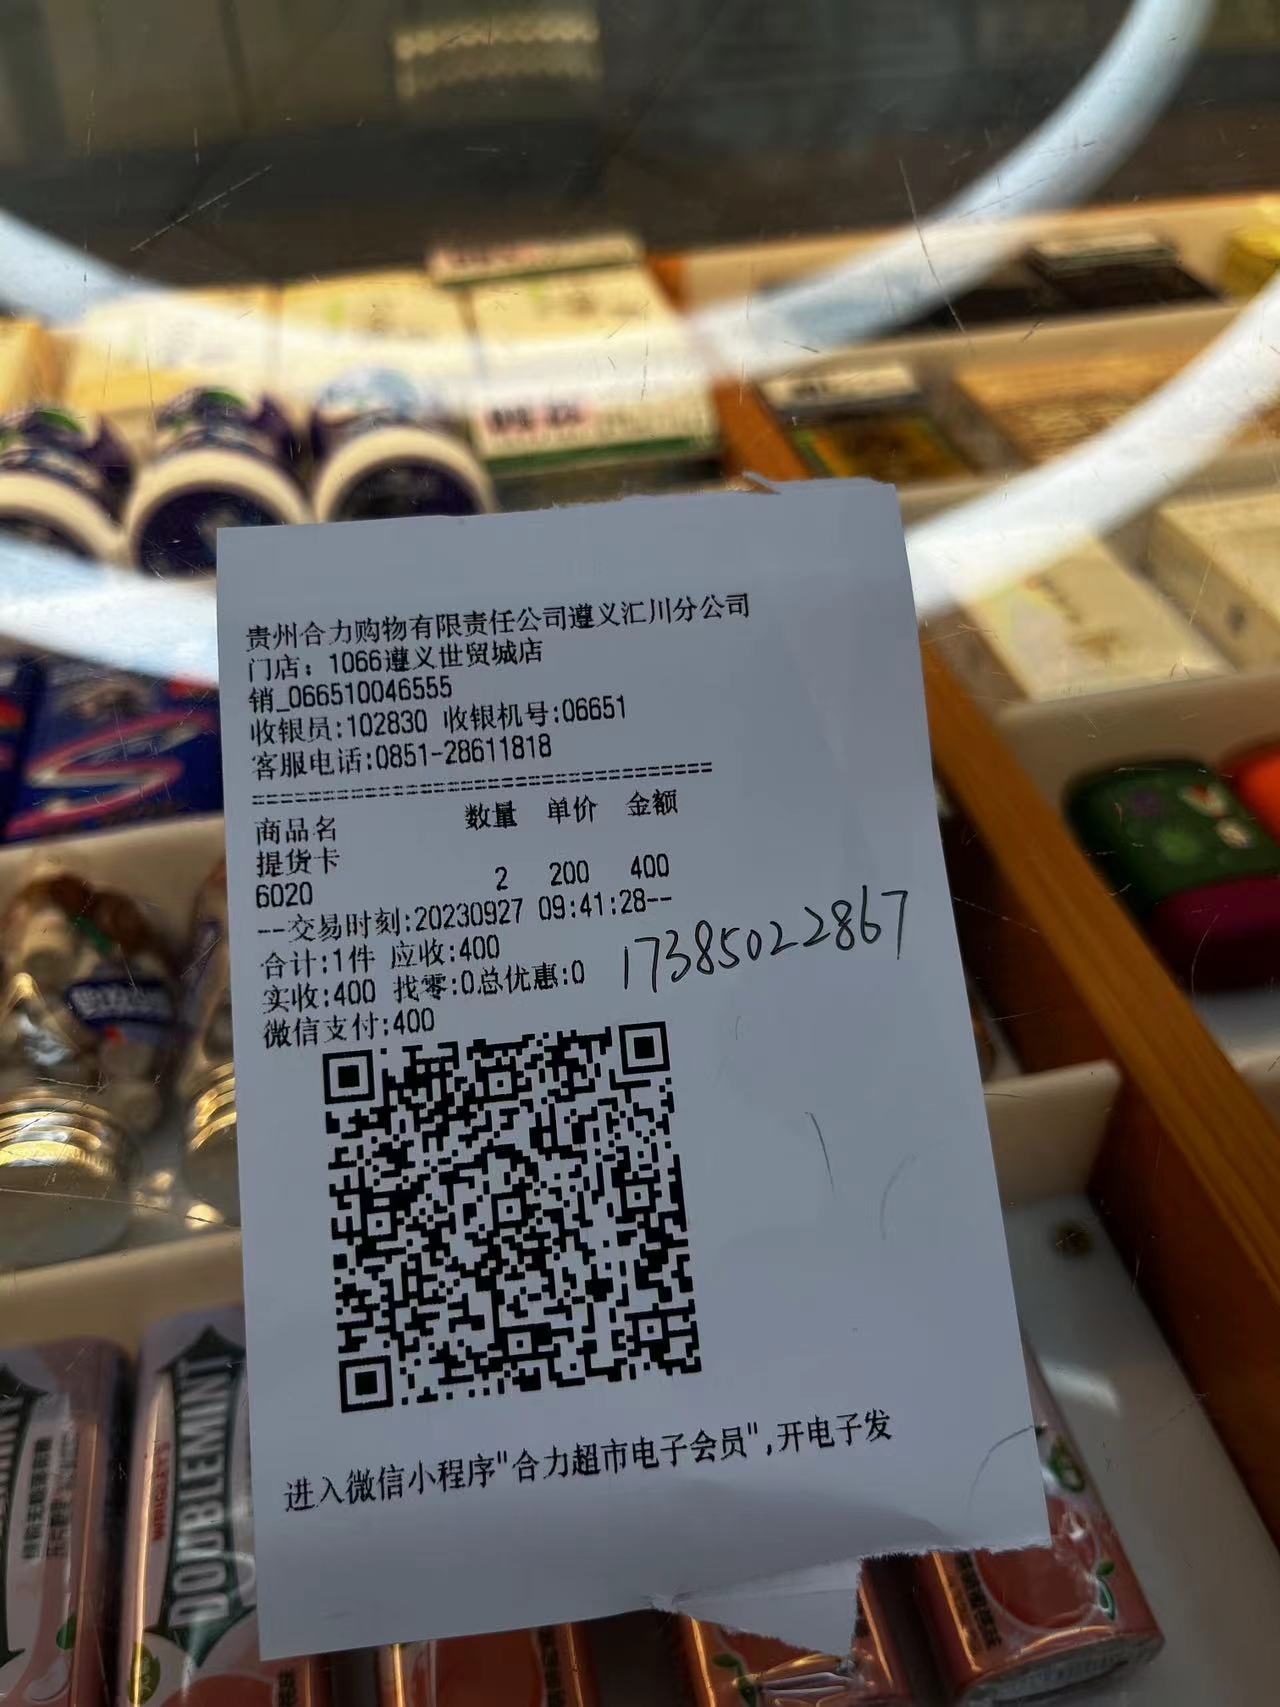 贵州合力购物有限责任公司遵义汇川分公司
门店：1066遵义世贸城店
销_066510046555
收银员:102830 收银机号:06651
客服电话:0851-28611818
======================================
商品名 数量 单价 金额
提货卡
6020 2 200 400
--交易时刻:20230927 09:41:28--
合计:1件 应收:400
实收:400 找零:0总优惠:0
17385022867
微信支付:400
进入微信小程序"合力超市电子会员",开电子发
DOUBLEMINT